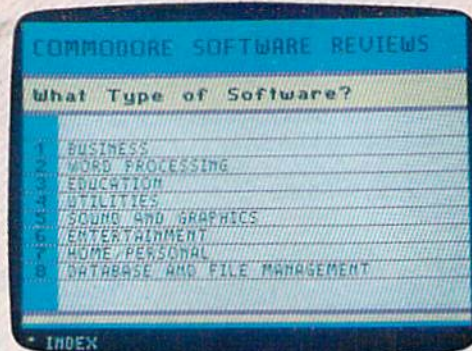 COMMODORE SOFTWARE REVIEWS
What Type of Software?
1 BUSINESS
2 WORD PROCESSING
3 EDUCATION
4 UTILITIES
5 SOUND AND GRAPHICS
6 ENTERTAINMENT
7 HOME/PERSONAL
8 DATABASE AND FILE MANAGEMENT
* INDEX